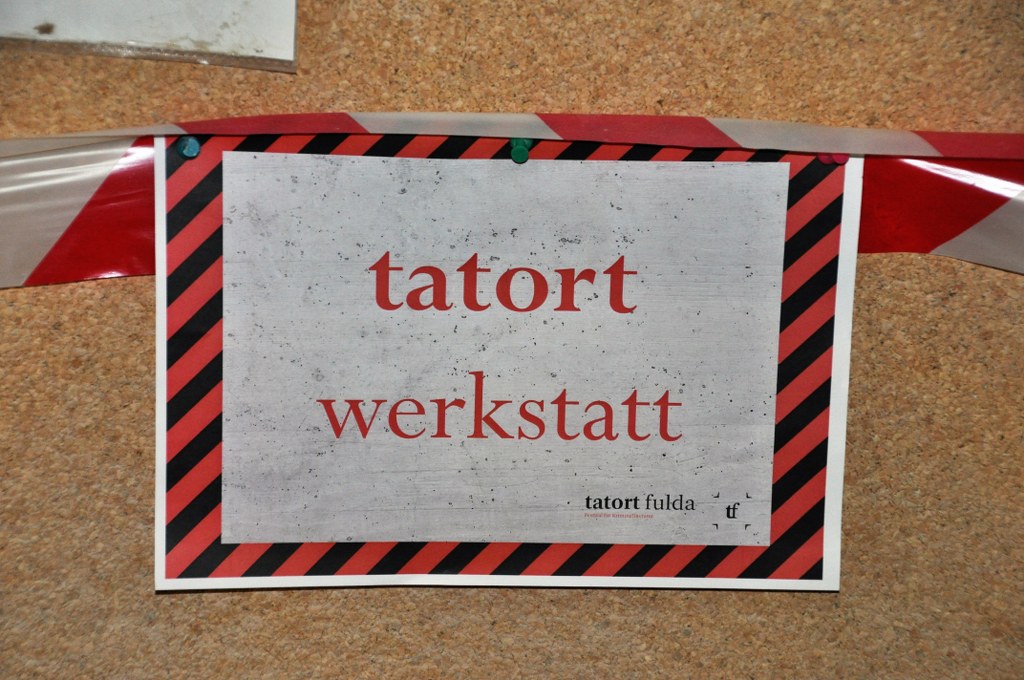 tatort
werkstatt
tatort fulda
tf